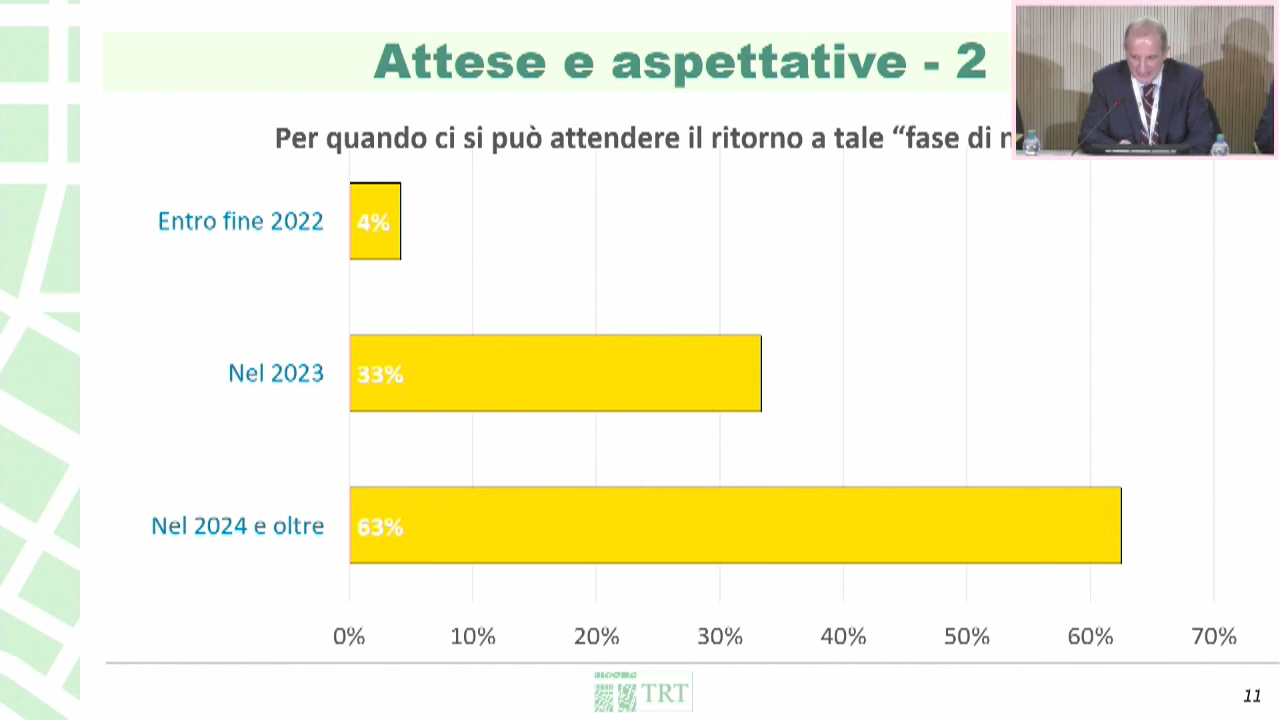 Attese e aspettative - 2
Per quando ci si può attendere il ritorno a tale “fase di
Entro fine 2022
4%
Nel 2023
33%
Nel 2024 e oltre
63%
0% 10% 20% 30% 40% 50% 60% 70%
TRT
11